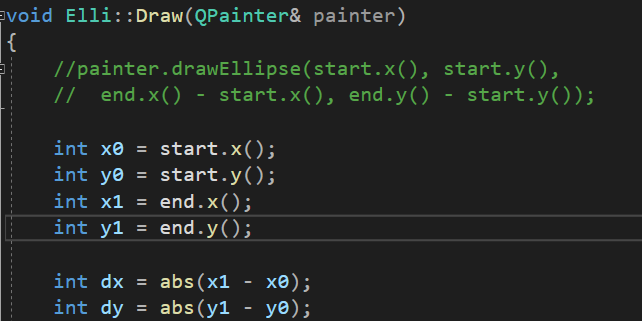 void Elli::Draw(QPainter& painter)
{
    //painter.drawEllipse(start.x(), start.y(),
    //  end.x() - start.x(), end.y() - start.y());

    int x0 = start.x();
    int y0 = start.y();
    int x1 = end.x();
    int y1 = end.y();

    int dx = abs(x1 - x0);
    int dy = abs(y1 - y0);